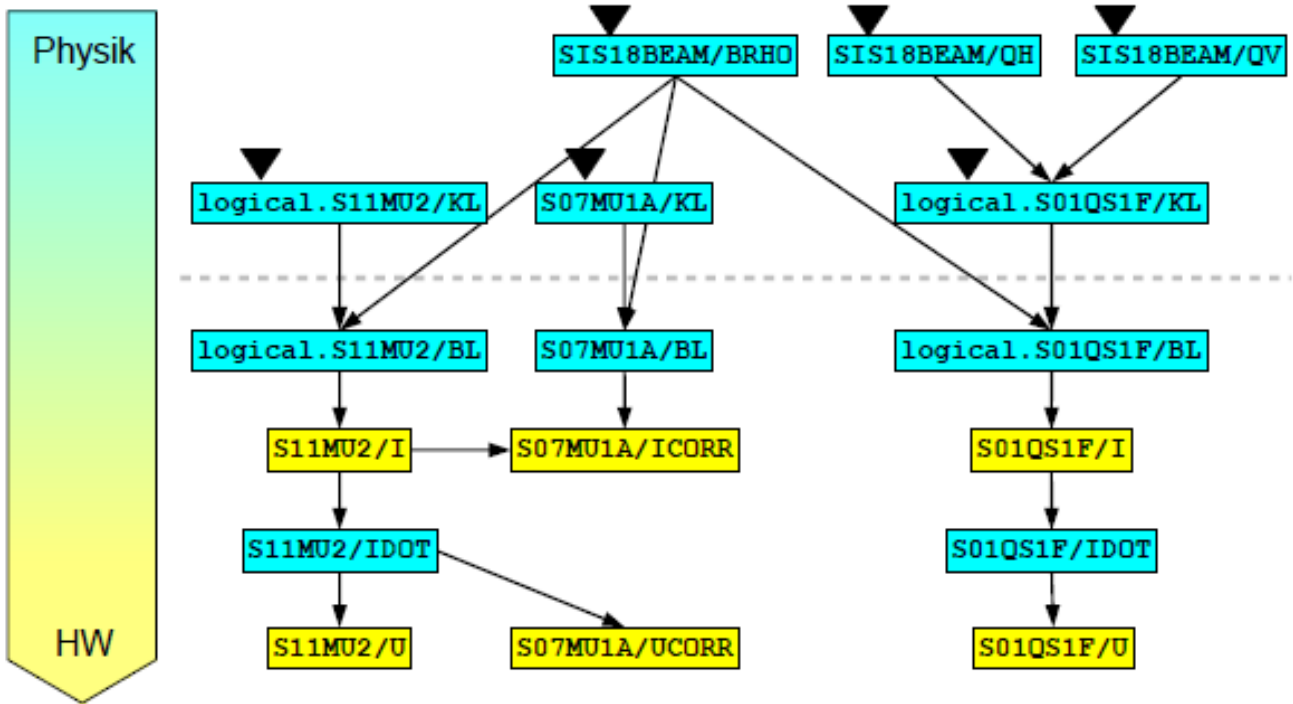 Physik
SIS18BEAM/BRHO
SIS18BEAM/QH
SIS18BEAM/QV
logical.S11MU2/KL
S07MU1A/KL
logical.S01QS1F/KL
logical.S11MU2/BL
S07MU1A/BL
logical.S01QS1F/BL
S11MU2/I
S07MU1A/ICORR
S01QS1F/I
S11MU2/IDOT
S01QS1F/IDOT
HW
S11MU2/U
S07MU1A/UCORR
S01QS1F/U